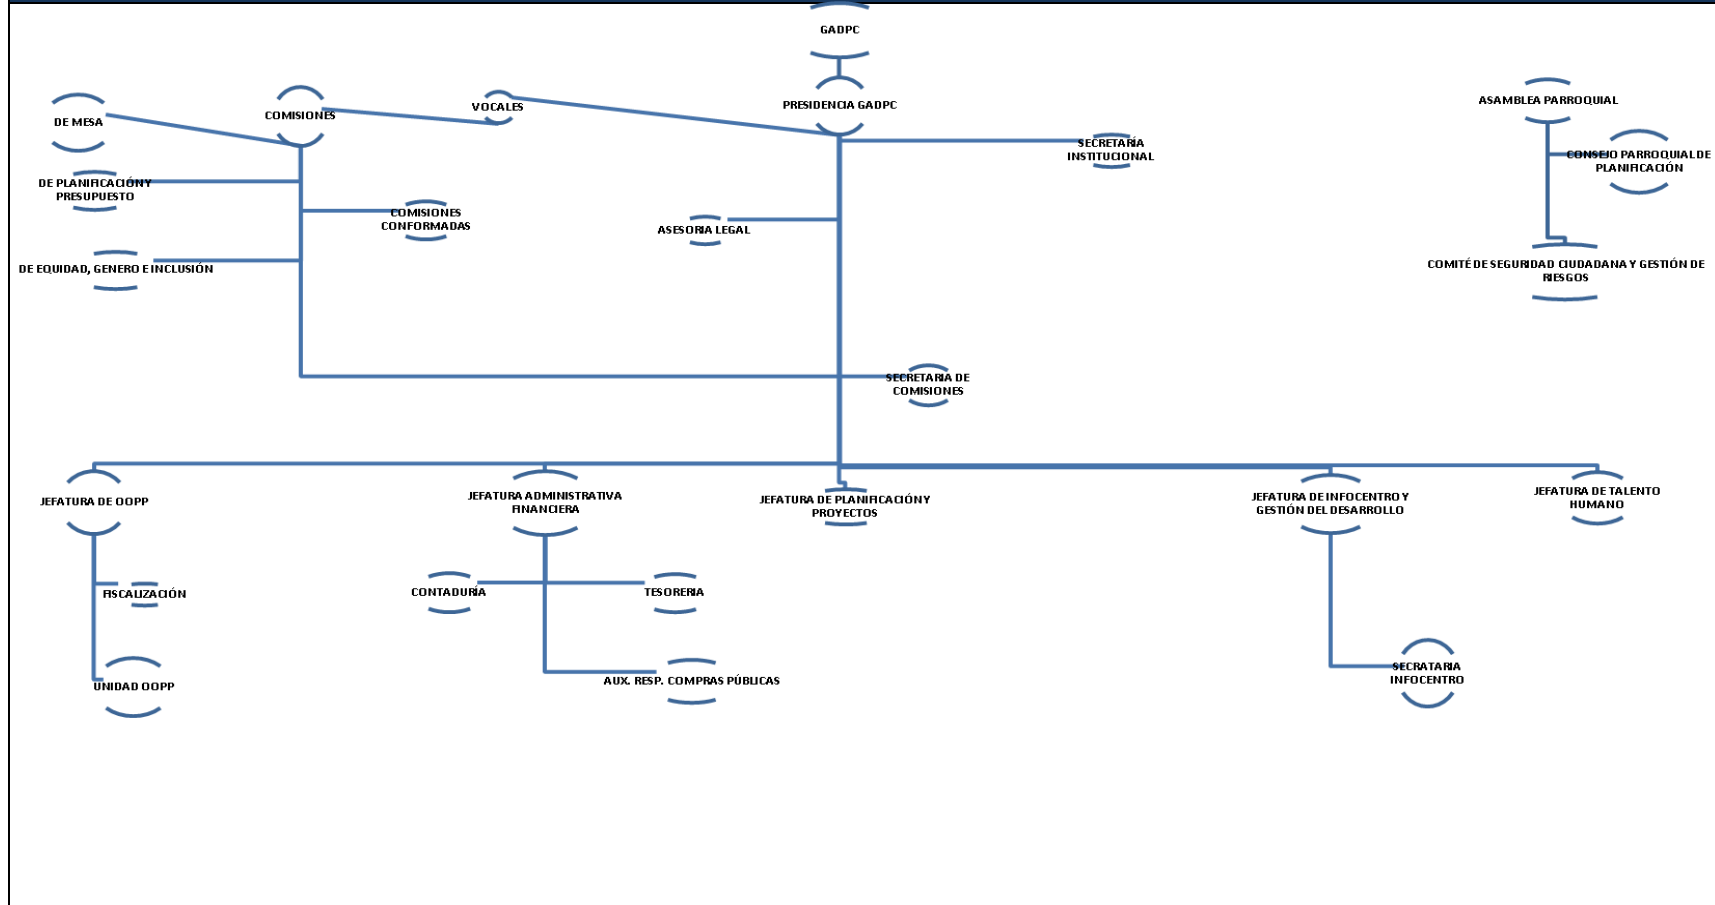 GADPC
PRESIDENCIA GADPC
VOCALES
COMISIONES
DE MESA
ASAMBLEA PARROQUIAL
SECRETARÍA
INSTITUCIONAL
CONSEJO PARROQUIAL DE
PLANIFICACIÓN
DE PLANIFICACIÓN Y
PRESUPUESTO
COMISIONES
CONFORMADAS
ASESORIA LEGAL
DE EQUIDAD, GENERO E INCLUSIÓN
COMITÉ DE SEGURIDAD CIUDADANA Y GESTIÓN DE
RIESGOS
SECRETARIA DE
COMISIONES
JEFATURA DE OOPP
JEFATURA ADMINISTRATIVA
FINANCIERA
JEFATURA DE PLANIFICACIÓN Y
PROYECTOS
JEFATURA DE INFOCENTRO Y
GESTIÓN DEL DESARROLLO
JEFATURA DE TALENTO
HUMANO
FISCALIZACIÓN
CONTADURÍA
TESORERIA
UNIDAD OOPP
AUX. RESP. COMPRAS PÚBLICAS
SECRATARIA
INFOCENTRO